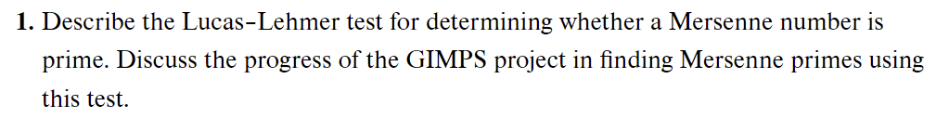 1. Describe the Lucas–Lehmer test for determining whether a Mersenne number is
prime. Discuss the progress of the GIMPS project in finding Mersenne primes using
this test.